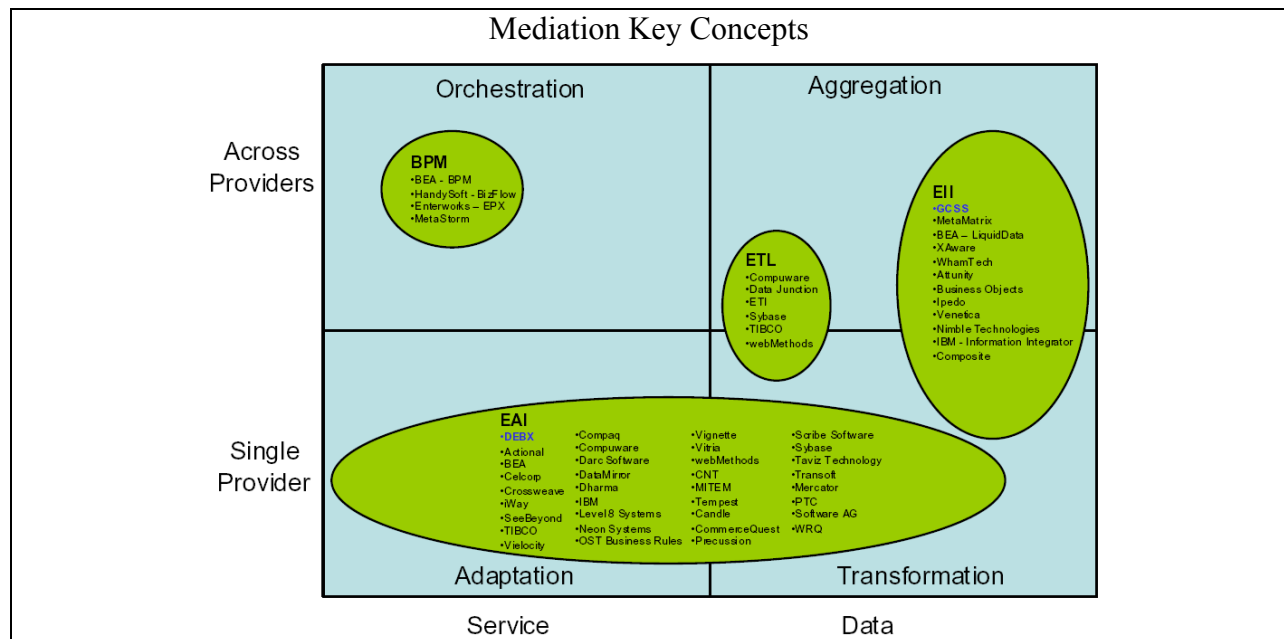 Mediation Key Concepts
Orchestration
Aggregation
Across
Providers
BPM
•BEA - BPM
•HandySoft - BizFlow
•Enterworks – EPX
•MetaStorm
EII
•GCSS
•MetaMatrix
•BEA – LiquidData
•XAware
•WhamTech
•Attunity
•Business Objects
•Ipedo
•Venetica
•Nimble Technologies
•IBM - Information Integrator
•Composite
ETL
•Compuware
•Data Junction
•ETI
•Sybase
•TIBCO
•webMethods
Single
Provider
EAI
•DEBX
•Actional
•BEA
•Celcorp
•Crossweave
•iWay
•SeeBeyond
•TIBCO
•Vielocity
•Compaq
•Compuware
•Darc Software
•DataMirror
•Dharma
•IBM
•Level 8 Systems
•Neon Systems
•OST Business Rules
•Vignette
•Vitria
•webMethods
•CNT
•MITEM
•Tempest
•Candle
•CommerceQuest
•Precussion
•Scribe Software
•Sybase
•Taviz Technology
•Transoft
•Mercator
•PTC
•Software AG
•WRQ
Adaptation
Transformation
Service
Data